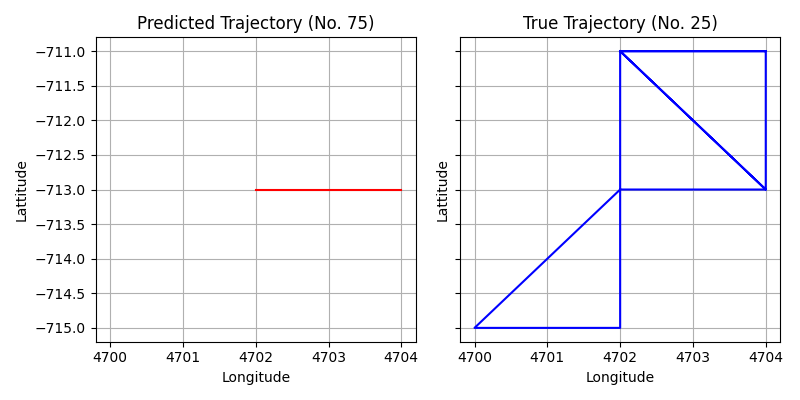 Predicted Trajectory (No. 75)
−711.0
−711.5
−712.0
−712.5
−713.0
−713.5
−714.0
−714.5
−715.0
Lattitude
4700 4701 4702 4703 4704
Longitude
True Trajectory (No. 25)
Lattitude
4700 4701 4702 4703 4704
Longitude